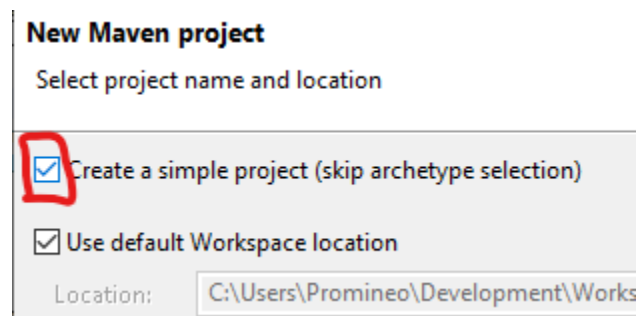 New Maven project
Select project name and location
Create a simple project (skip archetype selection)
Use default Workspace location
Location: C:\Users\Promineo\Development\Works